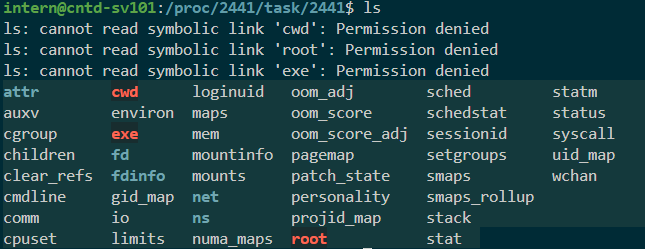 intern@cntd-sv101:/proc/2441/task/2441$ ls
ls: cannot read symbolic link 'cwd': Permission denied
ls: cannot read symbolic link 'root': Permission denied
ls: cannot read symbolic link 'exe': Permission denied
attr cwd loginuid oom_adj sched statm
auxv environ maps oom_score schedstat status
cgroup exe mem oom_score_adj sessionid syscall
children fd mountinfo pagemap setgroups uid_map
clear_refs fdinfo mounts patch_state smaps wchan
cmdline gid_map net personality smaps_rollup
comm io ns projid_map stack
cpuset limits numa_maps root stat